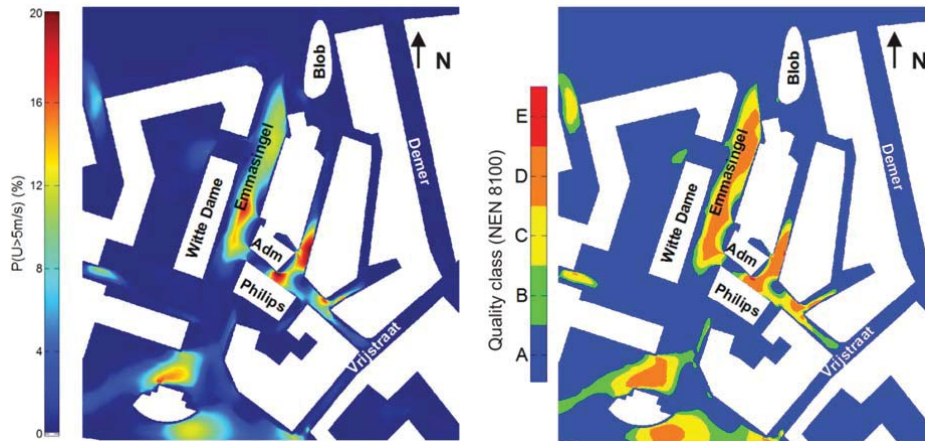 P(U>5m/s) (%)
20
16
12
8
4
0
Blob
N
Demer
Emmasingel
Witte Dame
Adm
Philips
Vrijstraat
Quality class (NEN 8100)
E
D
C
B
A
Blob
N
Demer
Emmasingel
Witte Dame
Adm
Philips
Vrijstraat